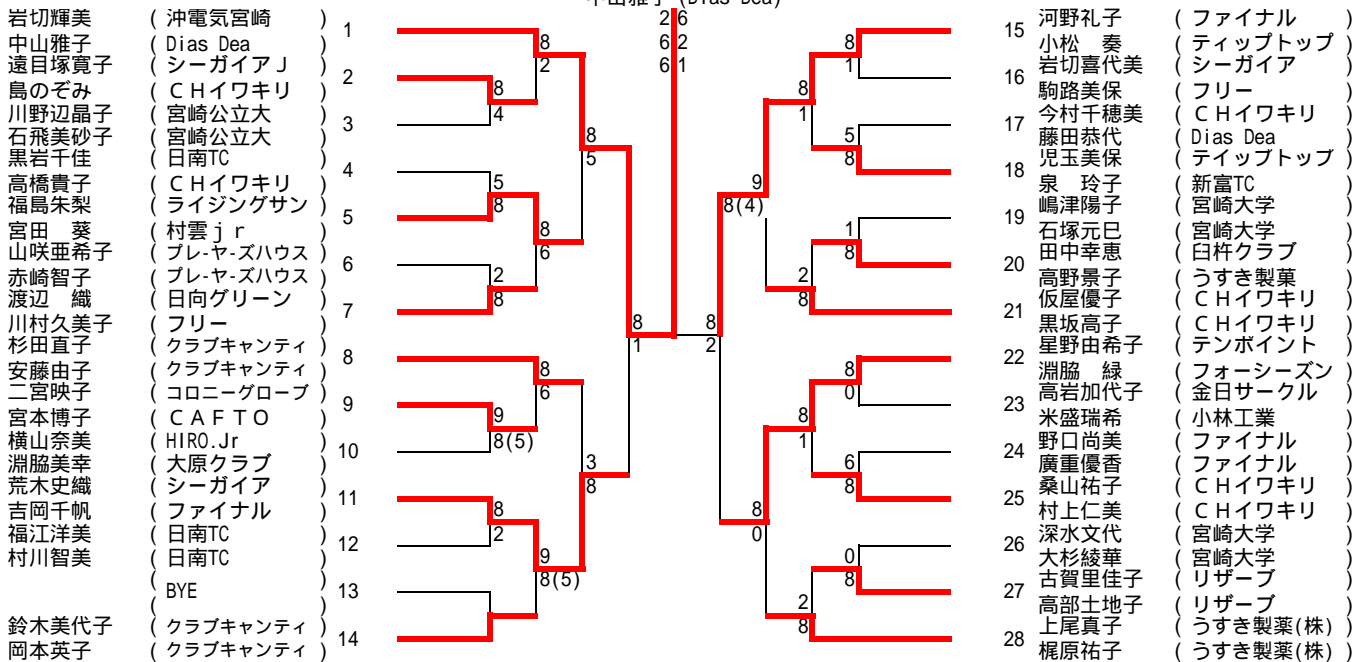 中山雅子 (Dias Dea)
岩切輝美 ( 沖電気宮崎 ) 1
中山雅子 ( Dias Dea )
遠目塚寛子 ( シーガイアJ ) 2
島のぞみ ( CHイワキリ )
川野辺晶子 ( 宮崎公立大 ) 3
石飛美砂子 ( 宮崎公立大 )
黒岩千佳 ( 日南TC ) 4
高橋貴子 ( CHイワキリ )
福島朱梨 ( ライジングサン ) 5
宮田 葵 ( 村雲jr )
山咲亜希子 ( プレ-ヤ-ズハウス ) 6
赤崎智子 ( プレ-ヤ-ズハウス )
渡辺 織 ( 日向グリーン ) 7
川村久美子 ( フリー )
杉田直子 ( クラブキャンティ ) 8
安藤由子 ( クラブキャンティ )
二宮映子 ( コロニーグローブ ) 9
宮本博子 ( CAFTO )
横山奈美 ( HIRO.Jr ) 10
淵脇美幸 ( 大原クラブ )
荒木史織 ( シーガイア ) 11
吉岡千帆 ( ファイナル )
福江洋美 ( 日南TC ) 12
村川智美 ( 日南TC )
( BYE ) 13
鈴木美代子 ( クラブキャンティ ) 14
岡本英子 ( クラブキャンティ )
8
2
8
4
8
5
5
8
8
6
2
8
8
1
8
6
9
8(5)
3
8
8
2
9
8(5)
2 6
6 2
6 1
8
2
8
1
8
1
5
8
9
8(4)
1
8
2
8
8
0
8
1
6
8
8
0
0
8
2
8
15 河野礼子 ( ファイナル )
小松 奏 ( ティップトップ )
16 岩切喜代美 ( シーガイア )
駒路美保 ( フリー )
17 今村千穂美 ( CHイワキリ )
藤田恭代 ( Dias Dea )
18 児玉美保 ( テイップトップ )
泉 玲子 ( 新富TC )
19 嶋津陽子 ( 宮崎大学 )
石塚元巳 ( 宮崎大学 )
20 田中幸恵 ( 臼杵クラブ )
高野景子 ( うすき製菓 )
21 仮屋優子 ( CHイワキリ )
黒坂高子 ( CHイワキリ )
22 星野由希子 ( テンポイント )
淵脇 緑 ( フォーシーズン )
23 高岩加代子 ( 金日サークル )
米盛瑞希 ( 小林工業 )
24 野口尚美 ( ファイナル )
廣重優香 ( ファイナル )
25 桑山祐子 ( CHイワキリ )
村上仁美 ( CHイワキリ )
26 深水文代 ( 宮崎大学 )
大杉綾華 ( 宮崎大学 )
27 古賀里佳子 ( リザーブ )
高部土地子 ( リザーブ )
28 上尾真子 ( うすき製薬(株) )
梶原祐子 ( うすき製薬(株) )